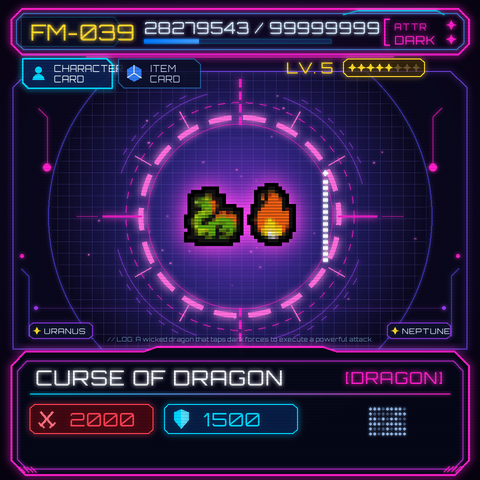 FM-039
28279543 / 99999999
ATTR
DARK
CHARACTER
CARD
ITEM
CARD
LV.5
URANUS
NEPTUNE
//LOG: A wicked dragon that taps dark forces to execute a powerful attack
CURSE OF DRAGON
[DRAGON]
2000
1500